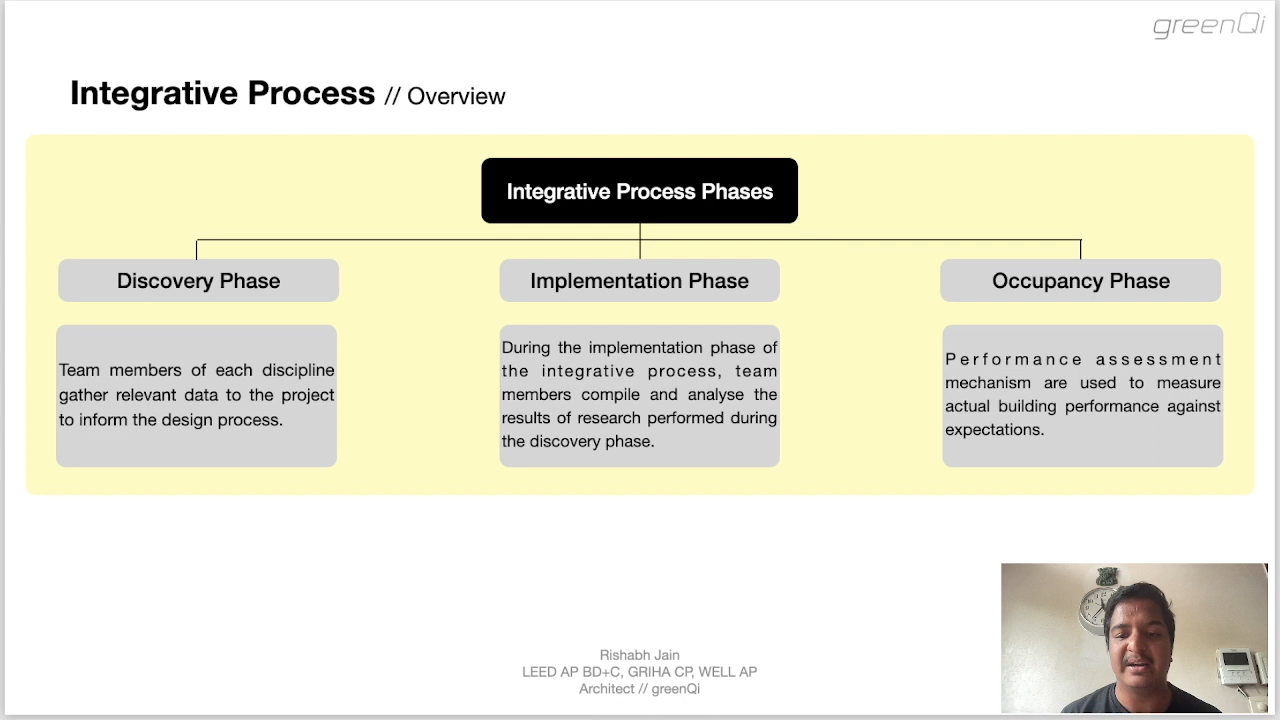 greenQi
Integrative Process // Overview
Integrative Process Phases
Discovery Phase
Team members of each discipline
gather relevant data to the project
to inform the design process.
Implementation Phase
During the implementation phase of
the integrative process, team
members compile and analyse the
results of research performed during
the discovery phase.
Occupancy Phase
Performance assessment
mechanism are used to measure
actual building performance against
expectations.
Rishabh Jain
LEED AP BD+C, GRIHA CP, WELL AP
Architect // greenQi